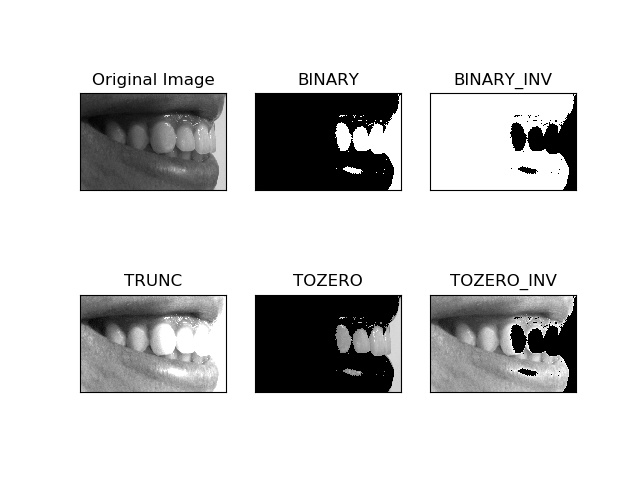 Original Image
BINARY
BINARY_INV
TRUNC
TOZERO
TOZERO_INV